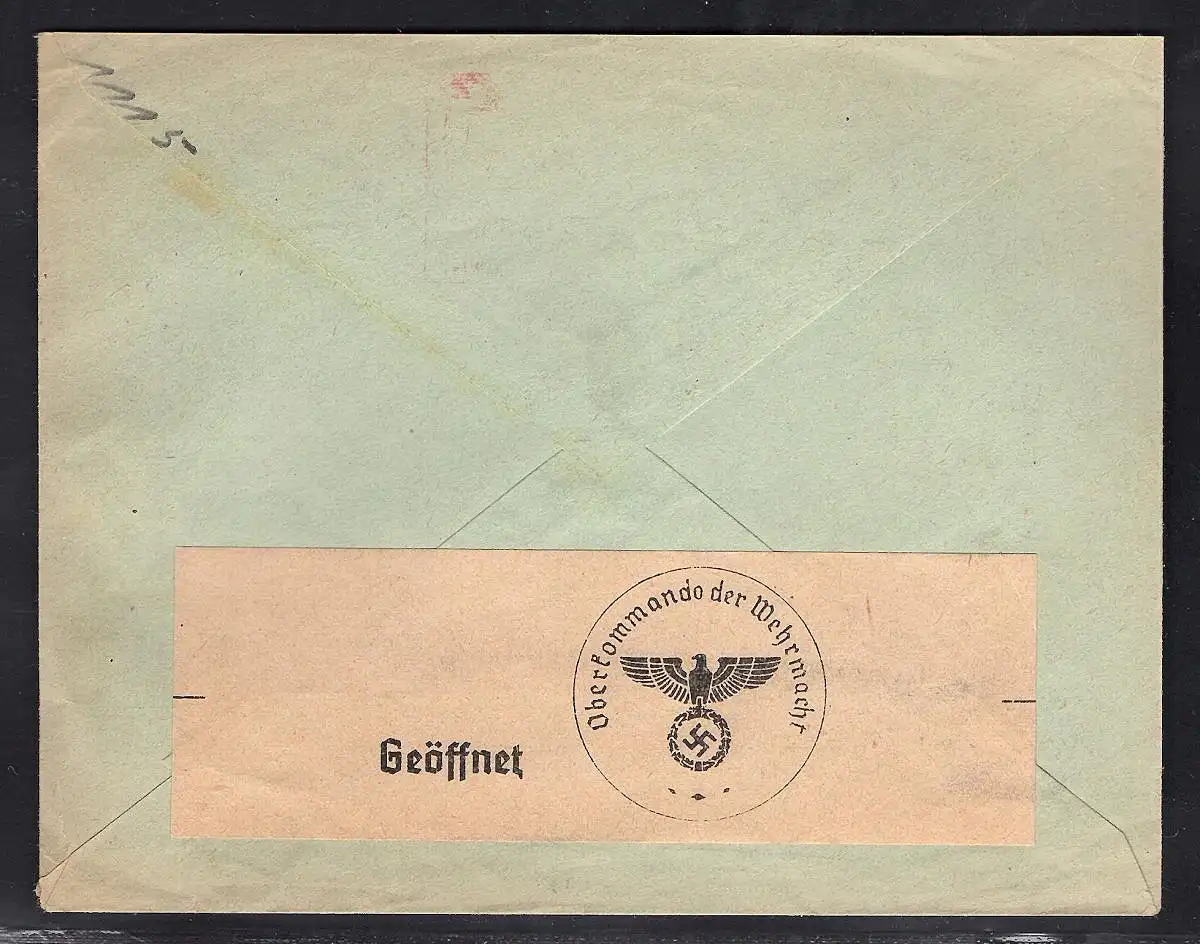 Oberkommando der Wehrmacht
Geöffnet